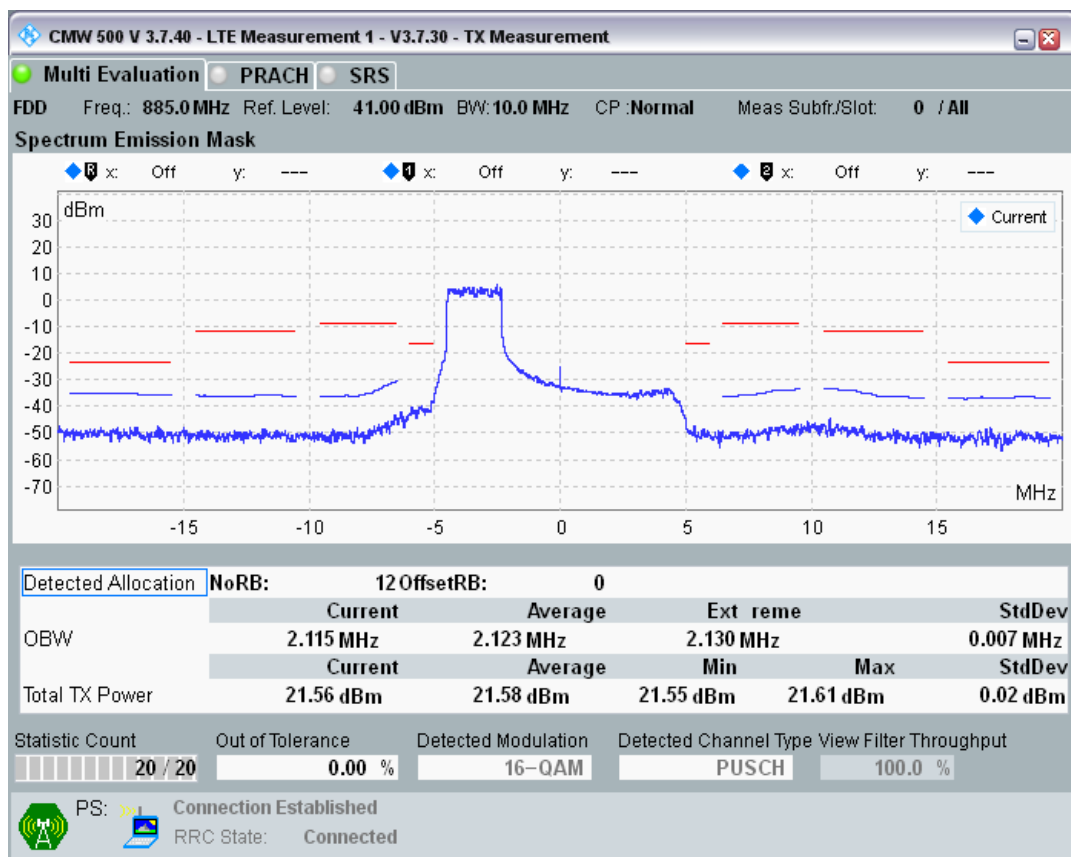 CMW 500 V 3.7.40 - LTE Measurement 1 - V3.7.30 - TX Measurement
Multi Evaluation PRACH SRS
FDD Freq.: 885.0 MHz Ref. Level: 41.00 dBm BW: 10.0 MHz CP :Normal Meas Subfr./Slot: 0 / All
Spectrum Emission Mask
R x: Off y: --- 1 x: Off y: --- 2 x: Off y: ---
dBm
Current
30
20
10
0
-10
-20
-30
-40
-50
-60
-70
MHz
-15 -10 -5 0 5 10 15
Detected Allocation NoRB: 12 OffsetRB: 0
Current Average Ext reme StdDev
OBW 2.115 MHz 2.123 MHz 2.130 MHz 0.007 MHz
Current Average Min Max StdDev
Total TX Power 21.56 dBm 21.58 dBm 21.55 dBm 21.61 dBm 0.02 dBm
Statistic Count Out of Tolerance Detected Modulation Detected Channel Type View Filter Throughput
20 / 20 0.00 % 16-QAM PUSCH 100.0 %
PS: Connection Established
RRC State: Connected